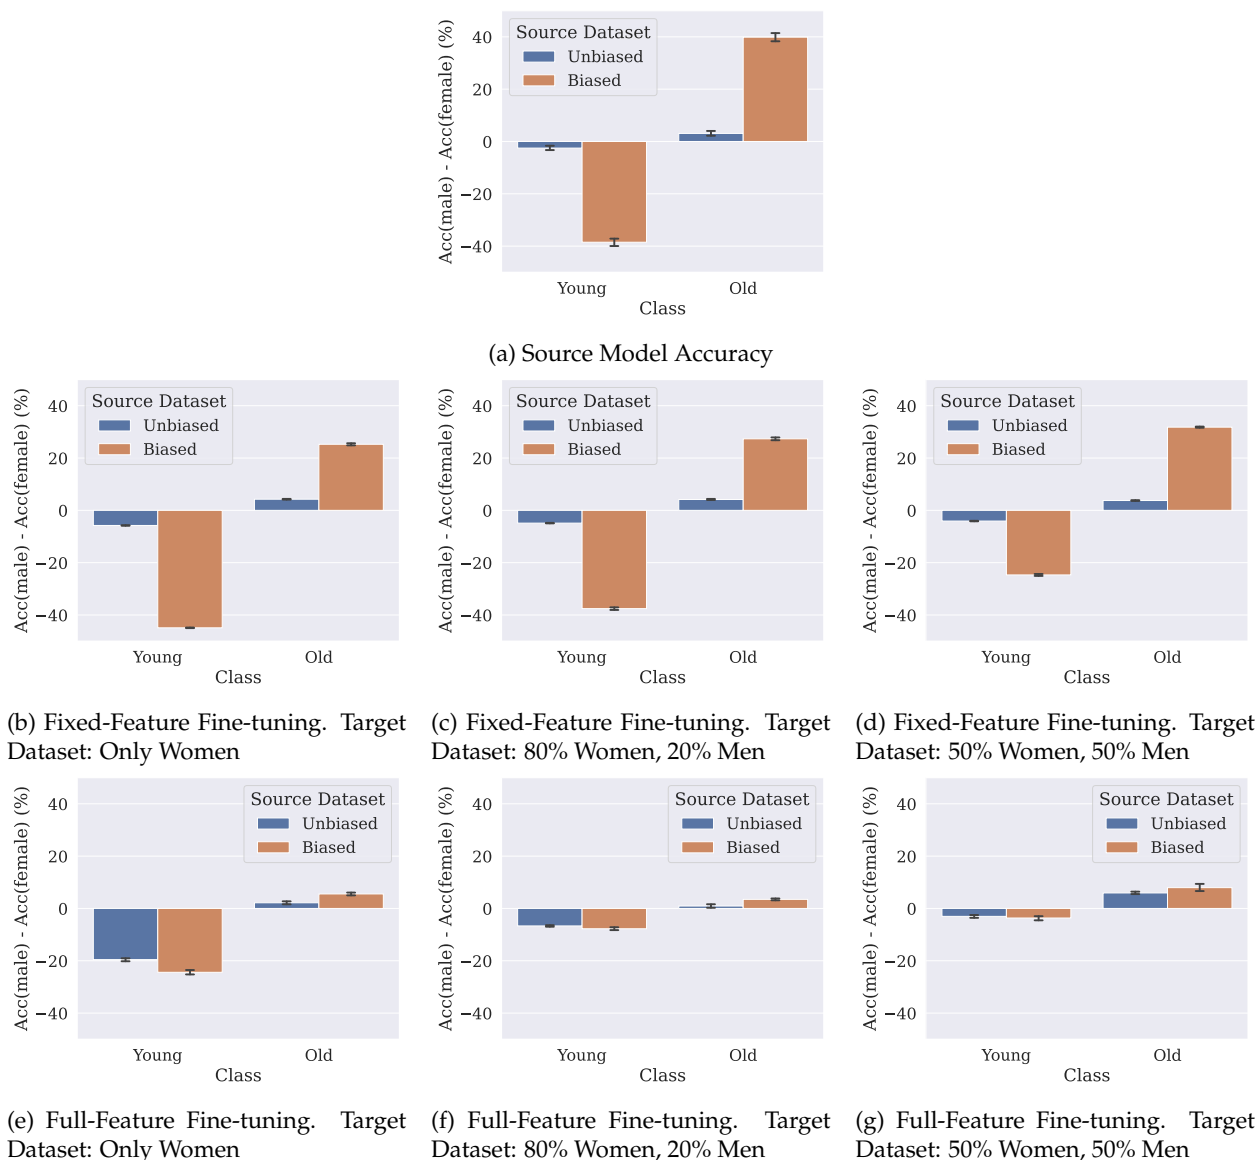 Acc(male) - Acc(female) (%)
Source Dataset
Unbiased
Biased
40
20
0
−20
−40
Young Old
Class
(a) Source Model Accuracy
Acc(male) - Acc(female) (%)
Source Dataset
Unbiased
Biased
40
20
0
−20
−40
Young Old
Class
(b) Fixed-Feature Fine-tuning. Target
Dataset: Only Women
Acc(male) - Acc(female) (%)
Source Dataset
Unbiased
Biased
40
20
0
−20
−40
Young Old
Class
(c) Fixed-Feature Fine-tuning. Target
Dataset: 80% Women, 20% Men
Acc(male) - Acc(female) (%)
Source Dataset
Unbiased
Biased
40
20
0
−20
−40
Young Old
Class
(d) Fixed-Feature Fine-tuning. Target
Dataset: 50% Women, 50% Men
Acc(male) - Acc(female) (%)
Source Dataset
Unbiased
Biased
40
20
0
−20
−40
Young Old
Class
(e) Full-Feature Fine-tuning. Target
Dataset: Only Women
Acc(male) - Acc(female) (%)
Source Dataset
Unbiased
Biased
40
20
0
−20
−40
Young Old
Class
(f) Full-Feature Fine-tuning. Target
Dataset: 80% Women, 20% Men
Acc(male) - Acc(female) (%)
Source Dataset
Unbiased
Biased
40
20
0
−20
−40
Young Old
Class
(g) Full-Feature Fine-tuning. Target
Dataset: 50% Women, 50% Men